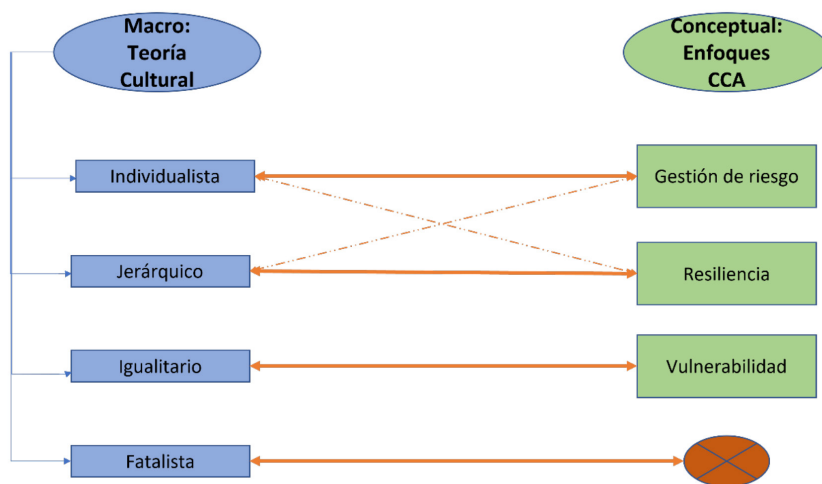 Macro:
Teoría
Cultural
Conceptual:
Enfoques
CCA
Individualista
Gestión de riesgo
Jerárquico
Resiliencia
Igualitario
Vulnerabilidad
Fatalista